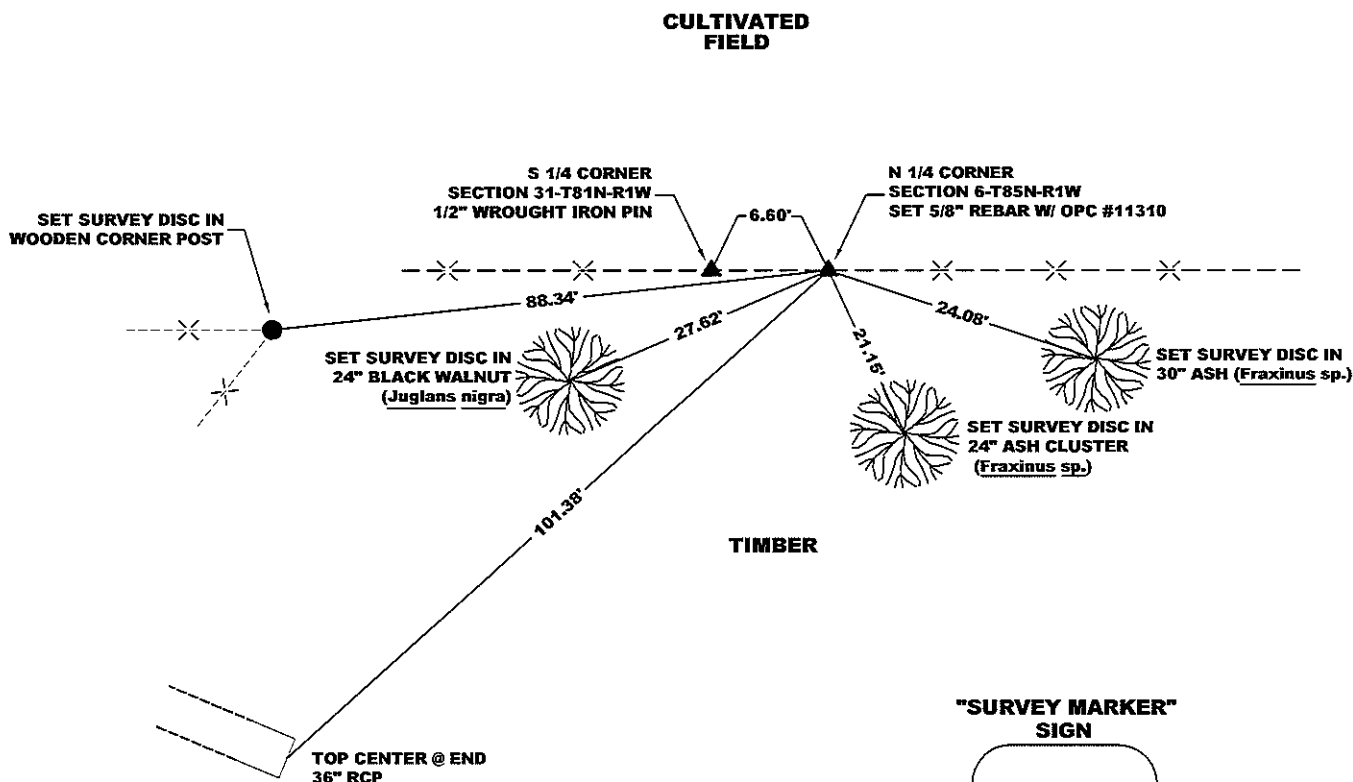 CULTIVATED
FIELD
S 1/4 CORNER
SECTION 31-T81N-R1W
1/2" WROUGHT IRON PIN
N 1/4 CORNER
SECTION 6-T85N-R1W
SET 5/8" REBAR W/ OPC #11310
SET SURVEY DISC IN
WOODEN CORNER POST
6.60'
88.34'
27.62'
21.15'
24.08'
SET SURVEY DISC IN
24" BLACK WALNUT
(Juglans nigra)
SET SURVEY DISC IN
30" ASH (Fraxinus sp.)
SET SURVEY DISC IN
24" ASH CLUSTER
(Fraxinus sp.)
101.38'
TIMBER
TOP CENTER @ END
36" RCP
"SURVEY MARKER"
SIGN